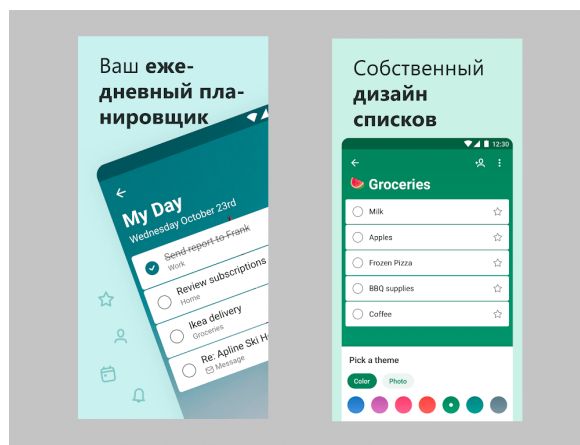 Ваш еже-
дневный пла-
нировщик
My Day
Wednesday October 23rd
Send report to Frank
Work
Review subscriptions
Home
Ikea delivery
Groceries
Re: Apline Ski
Message
Собственный
дизайн
списков
12:30
Groceries
Milk
Apples
Frozen Pizza
BBQ supplies
Coffee
Pick a theme
Color Photo